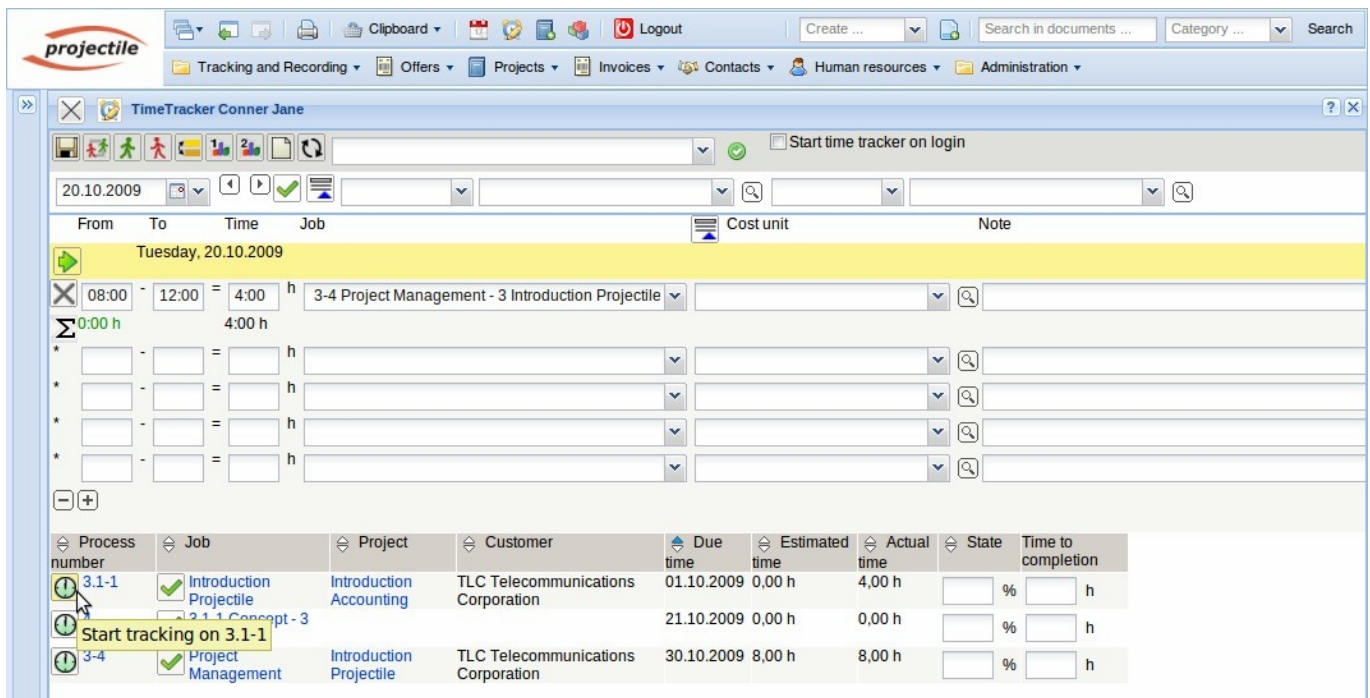 projectile
Clipboard
Logout
Create ...
Search in documents ...
Category ...
Search
Tracking and Recording
Offers
Projects
Invoices
Contacts
Human resources
Administration
TimeTracker Conner Jane
Start time tracker on login
20.10.2009
From To Time Job Cost unit Note
Tuesday, 20.10.2009
08:00 - 12:00 = 4:00 h 3-4 Project Management - 3 Introduction Projectile
Σ 0:00 h 4:00 h
* - = h
* - = h
* - = h
* - = h
Process number Job Project Customer Due time Estimated time Actual time State Time to completion
3.1-1 Introduction Projectile Introduction Accounting TLC Telecommunications Corporation 01.10.2009 0,00 h 4,00 h % h
3.1.1 Concept - 3 21.10.2009 0,00 h 0,00 h % h
Start tracking on 3.1-1
3-4 Project Management Introduction Projectile TLC Telecommunications Corporation 30.10.2009 8,00 h 8,00 h % h